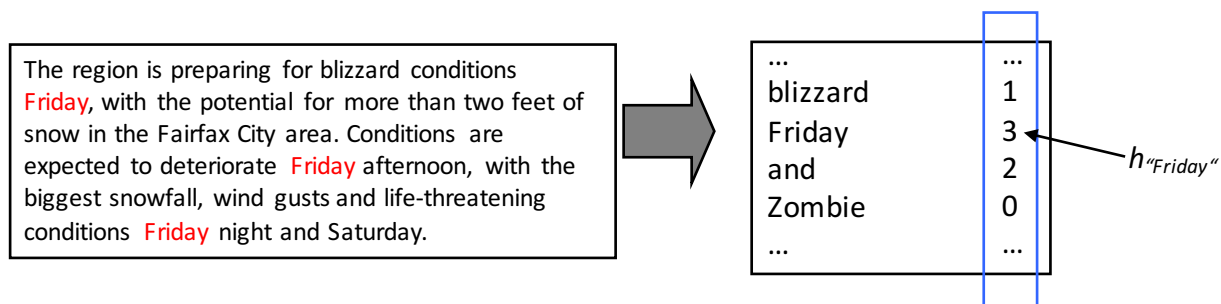 The region is preparing for blizzard conditions
Friday, with the potential for more than two feet of
snow in the Fairfax City area. Conditions are
expected to deteriorate Friday afternoon, with the
biggest snowfall, wind gusts and life-threatening
conditions Friday night and Saturday.
... ...
blizzard 1
Friday 3
and 2
Zombie 0
... ...
h“Friday“